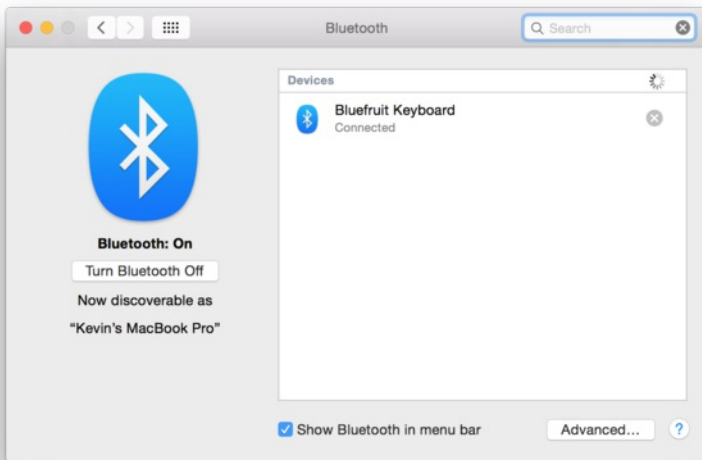 Bluetooth
Search
Devices
Bluefruit Keyboard
Connected
Bluetooth: On
Turn Bluetooth Off
Now discoverable as
“Kevin’s MacBook Pro”
Show Bluetooth in menu bar
Advanced...
?